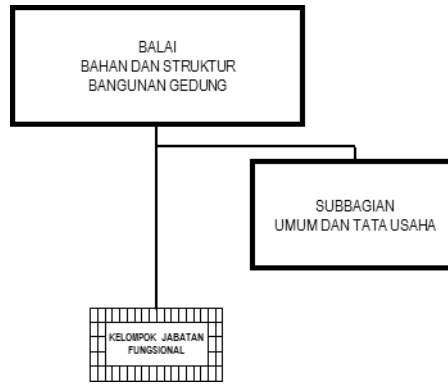 BALAI
BAHAN DAN STRUKTUR
BANGUNAN GEDUNG
SUBBAGIAN
UMUM DAN TATA USAHA
KELOMPOK JABATAN
FUNGSIONAL